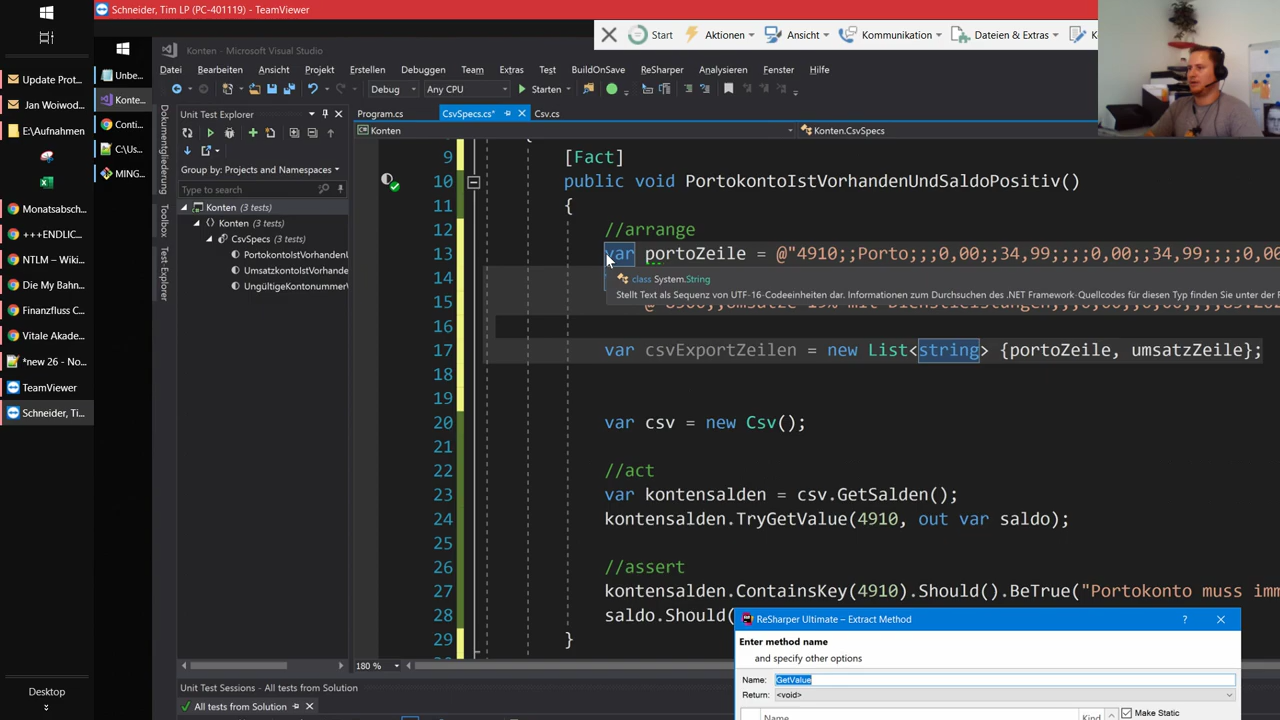 Schneider, Tim LP (PC-401119) - TeamViewer
Start
Aktionen
Ansicht
Kommunikation
Dateien & Extras
Update Prot...
Unbe...
Jan Woiwod...
Konte...
E:\Aufnahmen
Conti...
C:\Us...
MING...
Monatsabsch...
+++ENDLIC...
NTLM – Wiki...
Die My Bahn...
Finanzfluss C...
Vitale Akade...
*new 26 - No...
TeamViewer
Schneider, Ti...
Desktop
Konten - Microsoft Visual Studio
Datei
Bearbeiten
Ansicht
Projekt
Erstellen
Debuggen
Team
Extras
Test
BuildOnSave
ReSharper
Analysieren
Fenster
Hilfe
Debug
Any CPU
Starten
Dokumentgliederung
Toolbox
Test-Explorer
Unit Test Explorer
Group by: Projects and Namespaces
Type to search
Konten (3 tests)
Konten (3 tests)
CsvSpecs (3 tests)
PortokontoIstVorhandenU
UmsatzkontoIstVorhande
UngültigeKontonummer
Program.cs
CsvSpecs.cs*
Csv.cs
Konten
Konten.CsvSpecs
9 [Fact]
10 public void PortokontoIstVorhandenUndSaldoPositiv()
11 {
12 //arrange
13 var portoZeile = @"4910;;Porto;;;0,00;;34,99;;;;0,00;;34,99;;;;0,00
class System.String
14
Stellt Text als Sequenz von UTF-16-Codeeinheiten dar. Informationen zum Durchsuchen des .NET Framework-Quellcodes für diesen Typ finden Sie unter der
15
16
17 var csvExportZeilen = new List<string> {portoZeile, umsatzZeile};
18
19
20 var csv = new Csv();
21
22 //act
23 var kontensalden = csv.GetSalden();
24 kontensalden.TryGetValue(4910, out var saldo);
25
26 //assert
27 kontensalden.ContainsKey(4910).Should().BeTrue("Portokonto muss imm
28 saldo.Should(
29 }
180 %
ReSharper Ultimate – Extract Method
?
Enter method name
and specify other options
Name: GetValue
Return: <void>
Name
Kind
Make Static
Unit Test Sessions - All tests from Solution
All tests from Solution